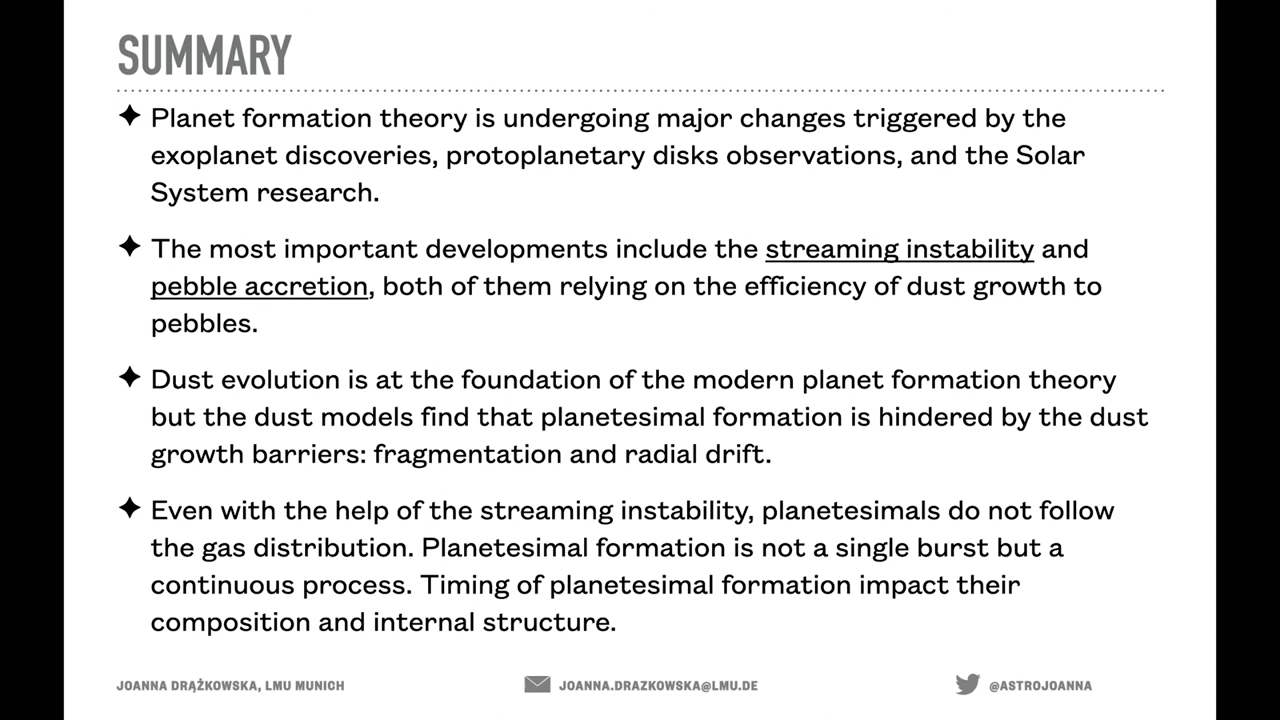 SUMMARY
✦ Planet formation theory is undergoing major changes triggered by the
exoplanet discoveries, protoplanetary disks observations, and the Solar
System research.
✦ The most important developments include the streaming instability and
pebble accretion, both of them relying on the efficiency of dust growth to
pebbles.
✦ Dust evolution is at the foundation of the modern planet formation theory
but the dust models find that planetesimal formation is hindered by the dust
growth barriers: fragmentation and radial drift.
✦ Even with the help of the streaming instability, planetesimals do not follow
the gas distribution. Planetesimal formation is not a single burst but a
continuous process. Timing of planetesimal formation impact their
composition and internal structure.
JOANNA DRĄŻKOWSKA, LMU MUNICH JOANNA.DRAZKOWSKA@LMU.DE @ASTROJOANNA